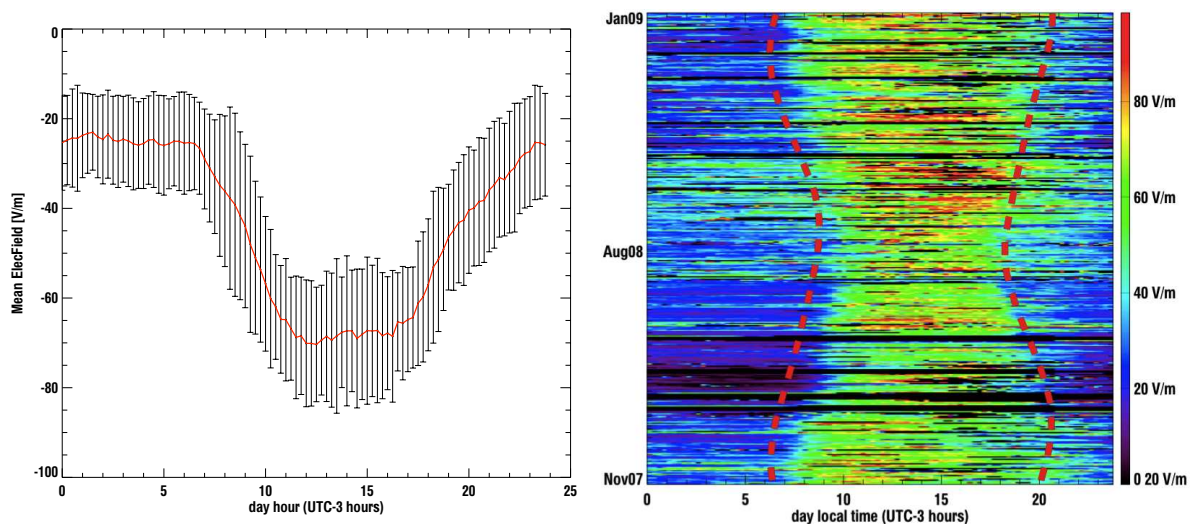 0
-20
-40
-60
-80
-100
Mean ElecField [V/m]
0
5
10
15
20
25
day hour (UTC-3 hours)
Jan09
Aug08
Nov07
0
5
10
15
20
day local time (UTC-3 hours)
80 V/m
60 V/m
40 V/m
20 V/m
0 20 V/m